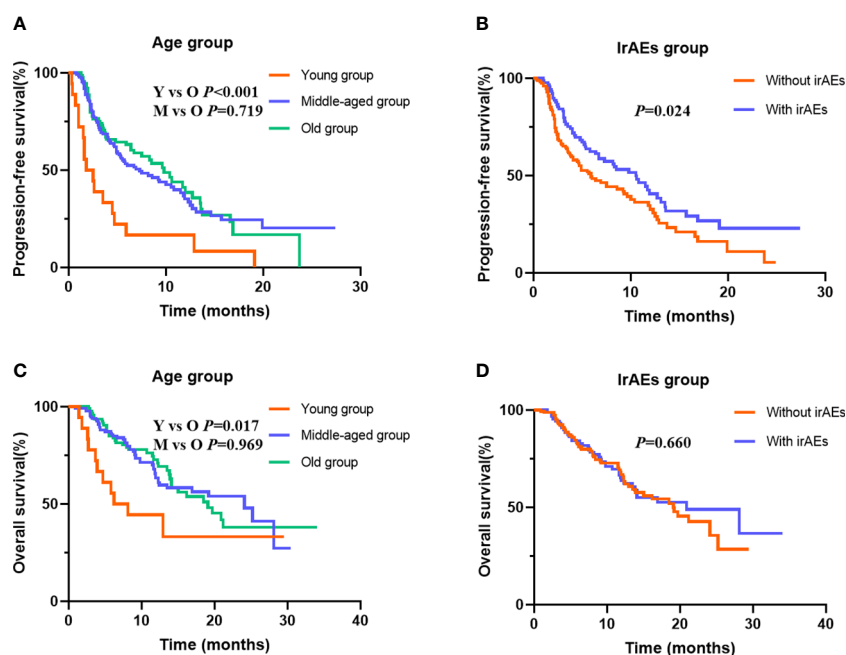 A
Age group
Y vs O P<0.001
M vs O P=0.719
Young group
Middle-aged group
Old group
Progression-free survival(%)
100
50
0
0
10
20
30
Time (months)
B
IrAEs group
P=0.024
Without irAEs
With irAEs
Progression-free survival(%)
100
50
0
0
10
20
30
Time (months)
C
Age group
Y vs O P=0.017
M vs O P=0.969
Young group
Middle-aged group
Old group
Overall survival(%)
100
50
0
0
10
20
30
40
Time (months)
D
IrAEs group
P=0.660
Without irAEs
With irAEs
Overall survival(%)
100
50
0
0
10
20
30
40
Time (months)